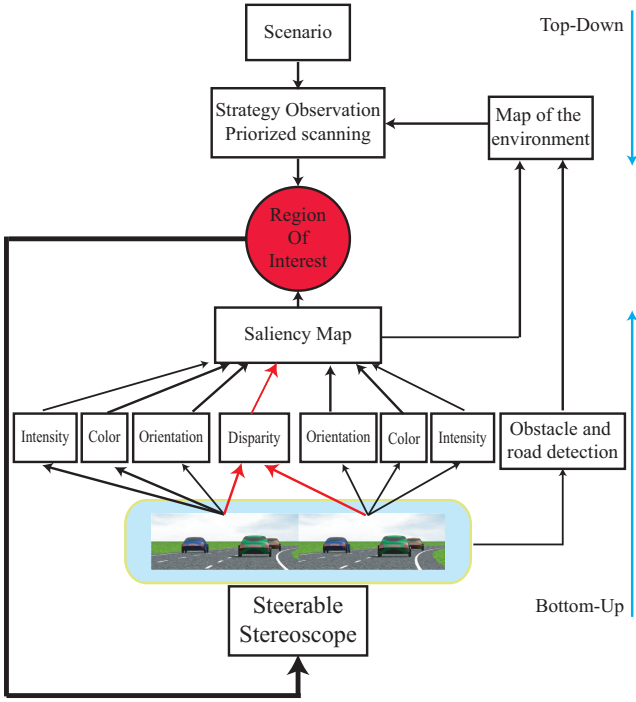 Scenario
Top-Down
Strategy Observation
Priorized scanning
Map of the
environment
Region
Of
Interest
Saliency Map
Intensity
Color
Orientation
Disparity
Orientation
Color
Intensity
Obstacle and
road detection
Steerable
Stereoscope
Bottom-Up